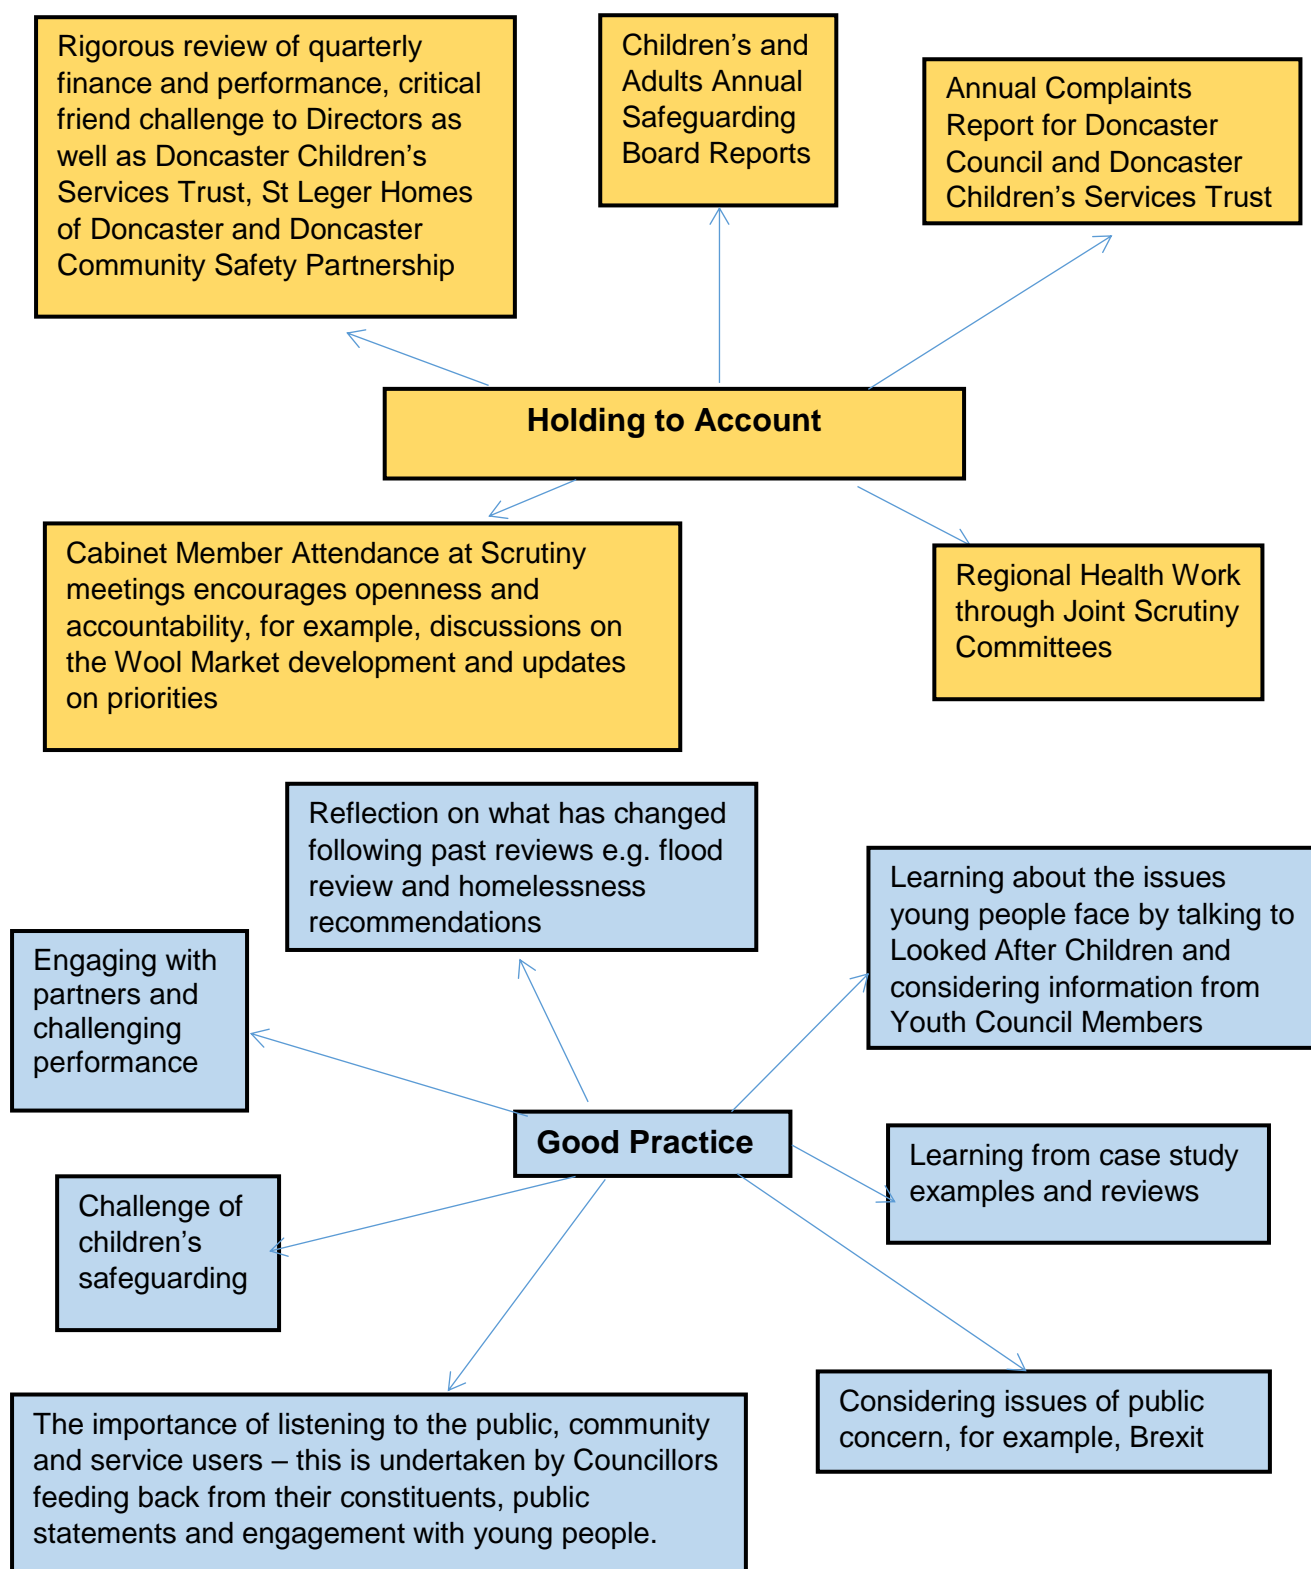 Rigorous review of quarterly
finance and performance, critical
friend challenge to Directors as
well as Doncaster Children’s
Services Trust, St Leger Homes
of Doncaster and Doncaster
Community Safety Partnership
Children’s and
Adults Annual
Safeguarding
Board Reports
Annual Complaints
Report for Doncaster
Council and Doncaster
Children’s Services Trust
Holding to Account
Cabinet Member Attendance at Scrutiny
meetings encourages openness and
accountability, for example, discussions on
the Wool Market development and updates
on priorities
Regional Health Work
through Joint Scrutiny
Committees
Reflection on what has changed
following past reviews e.g. flood
review and homelessness
recommendations
Learning about the issues
young people face by talking to
Looked After Children and
considering information from
Youth Council Members
Engaging with
partners and
challenging
performance
Good Practice
Learning from case study
examples and reviews
Challenge of
children’s
safeguarding
Considering issues of public
concern, for example, Brexit
The importance of listening to the public, community
and service users – this is undertaken by Councillors
feeding back from their constituents, public
statements and engagement with young people.